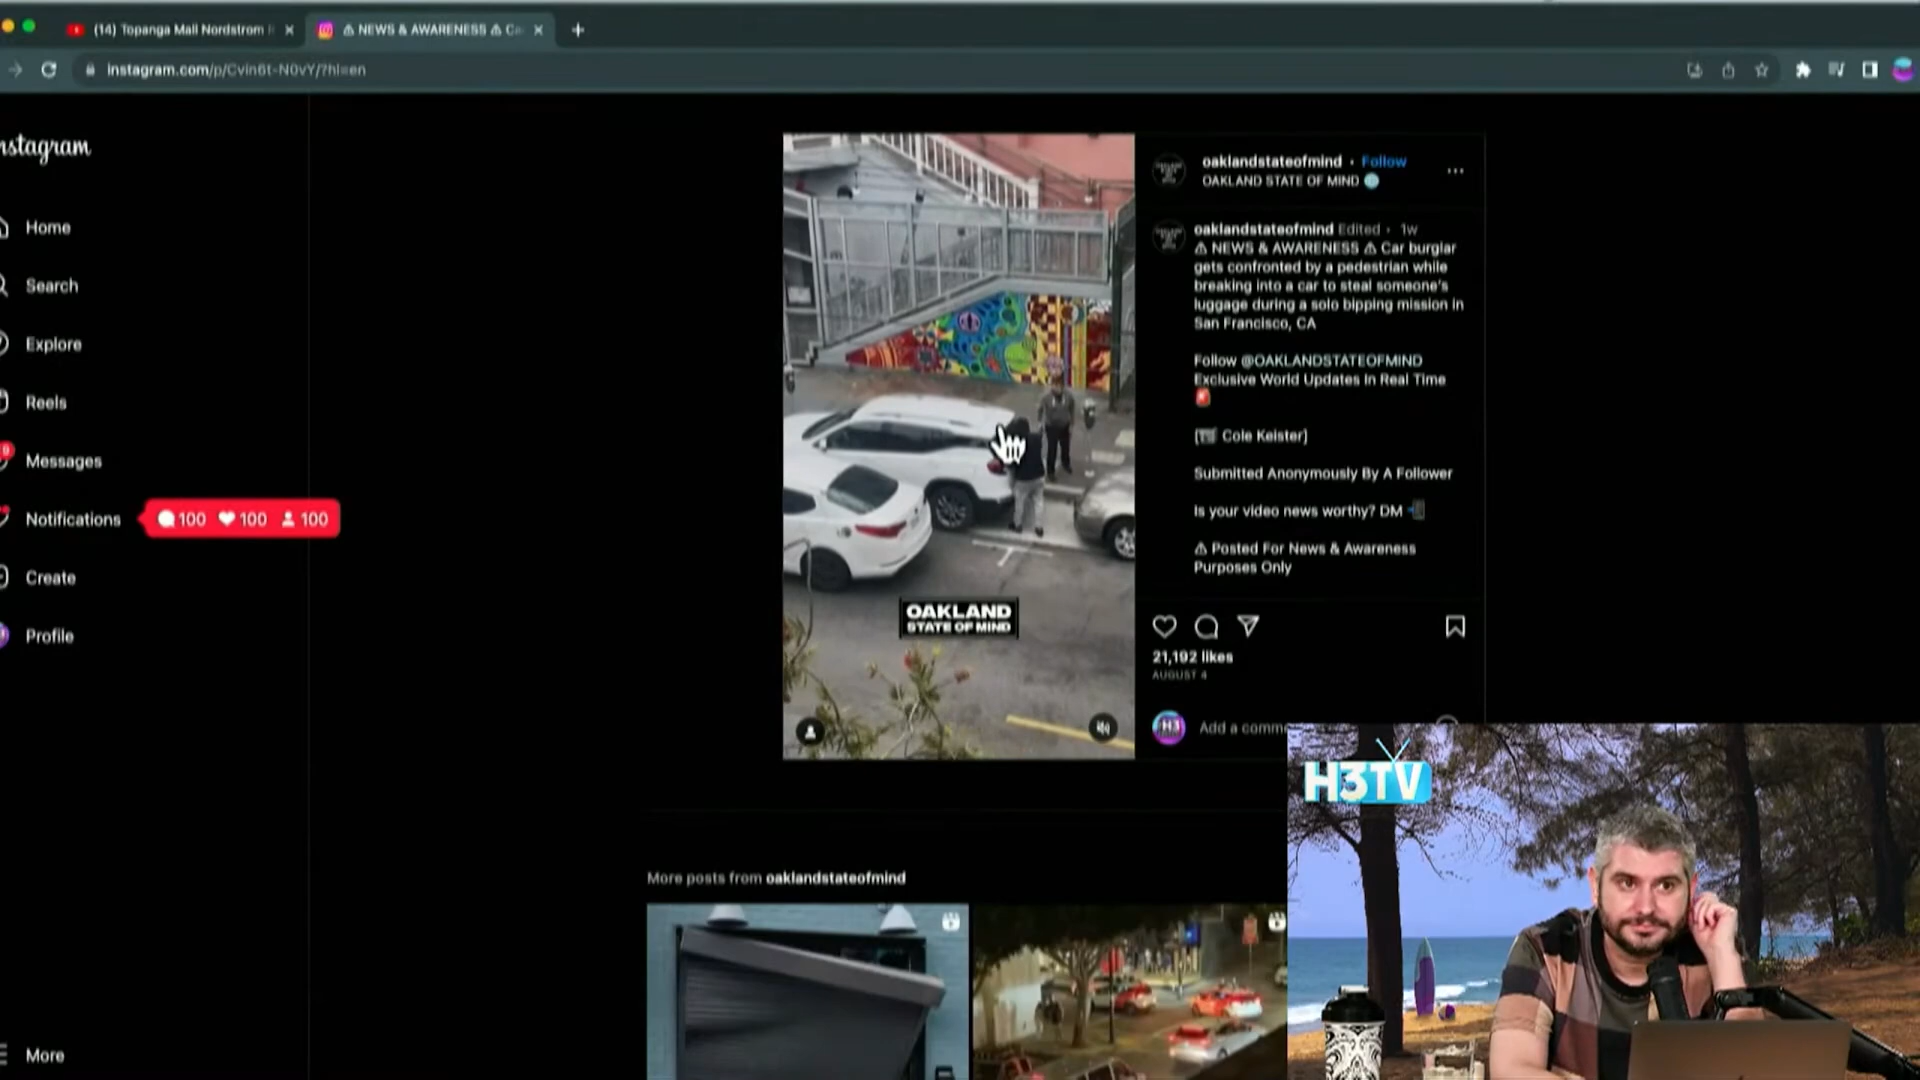 (14) Topanga Mall Nordstrom
⚠ NEWS & AWARENESS ⚠ Ca
instagram.com/p/Cvin6t-N0vY/?hl=en
nstagram
Home
Search
Explore
Reels
Messages
Notifications
100 100 100
Create
Profile
More
OAKLAND
STATE OF MIND
oaklandstateofmind • Follow
OAKLAND STATE OF MIND
oaklandstateofmind Edited • 1w
⚠ NEWS & AWARENESS ⚠ Car burglar
gets confronted by a pedestrian while
breaking into a car to steal someone's
luggage during a solo bipping mission in
San Francisco, CA
Follow @OAKLANDSTATEOFMIND
Exclusive World Updates In Real Time
[📷 Cole Keister]
Submitted Anonymously By A Follower
Is your video news worthy? DM 📲
⚠ Posted For News & Awareness
Purposes Only
21,192 likes
AUGUST 4
H3
Add a comme
More posts from oaklandstateofmind
H3TV